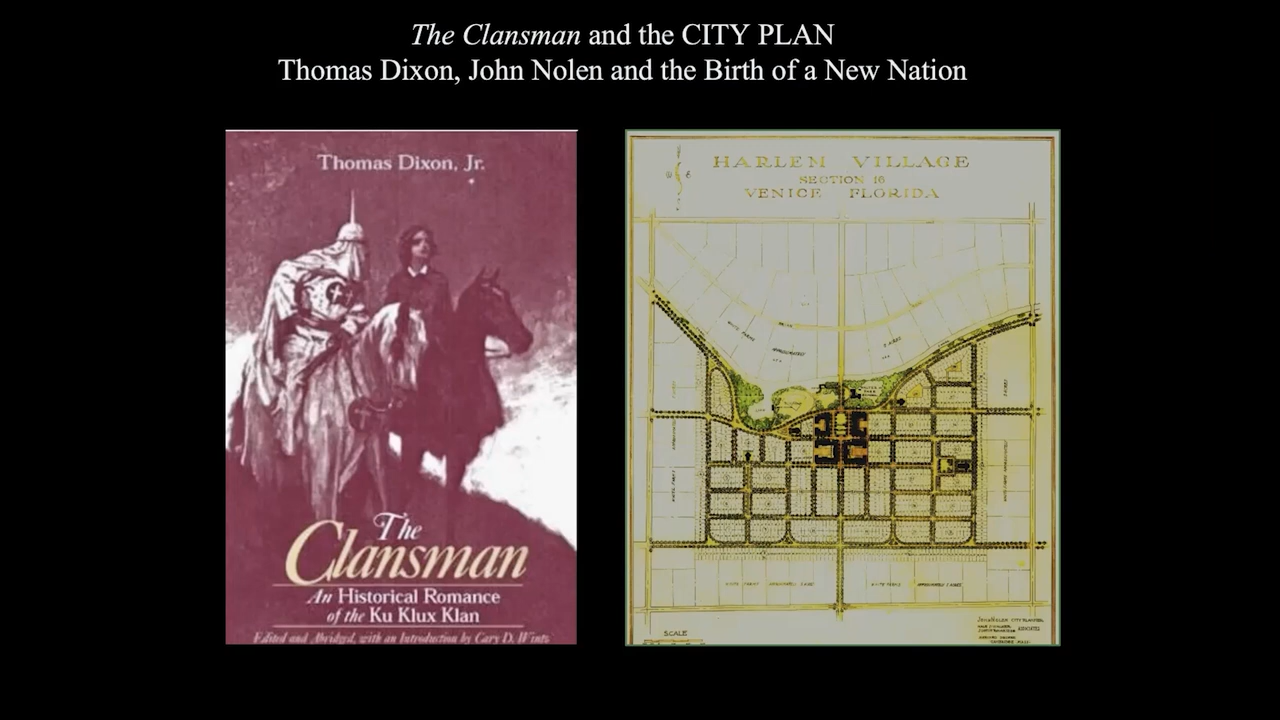 The Clansman and the CITY PLAN
Thomas Dixon, John Nolen and the Birth of a New Nation
Thomas Dixon, Jr.
The
Clansman
An Historical Romance
of the Ku Klux Klan
Edited and Abridged, with an Introduction by Cary D. Wintz
HARLEM VILLAGE
SECTION 16
VENICE FLORIDA
SCALE